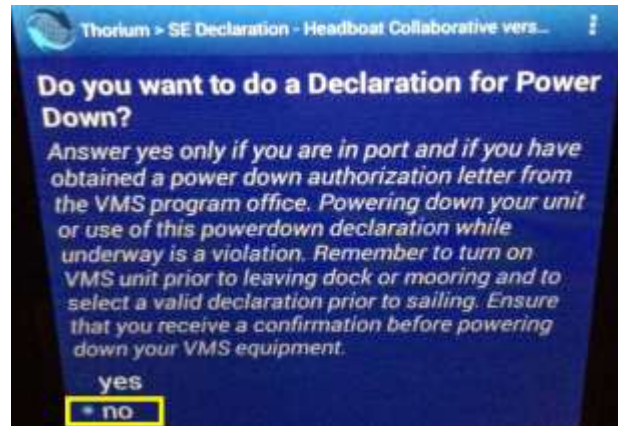 Thorium > SE Declaration - Headboat Collaborative vers...
Do you want to do a Declaration for Power
Down?
Answer yes only if you are in port and if you have
obtained a power down authorization letter from
the VMS program office. Powering down your unit
or use of this powerdown declaration while
underway is a violation. Remember to turn on
VMS unit prior to leaving dock or mooring and to
select a valid declaration prior to sailing. Ensure
that you receive a confirmation before powering
down your VMS equipment.
yes
no